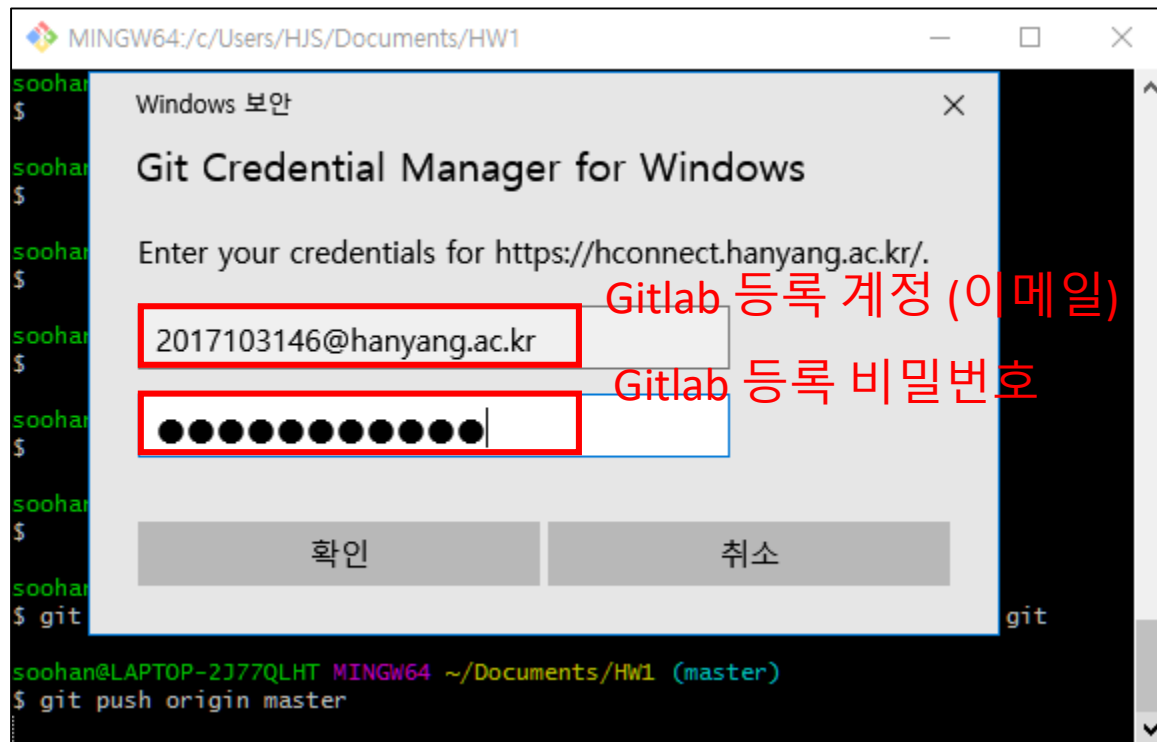 MINGW64:/c/Users/HJS/Documents/HW1
soohan
$
Windows 보안
Git Credential Manager for Windows
soohan
$
soohan
$
Enter your credentials for https://hconnect.hanyang.ac.kr/.
Gitlab 등록 계정 (이메일)
soohan
$
2017103146@hanyang.ac.kr
Gitlab 등록 비밀번호
soohan
$
●●●●●●●●●●●
soohan
$
확인
취소
soohan
$ git
git
soohan@LAPTOP-2J77QLHT MINGW64 ~/Documents/HW1 (master)
$ git push origin master